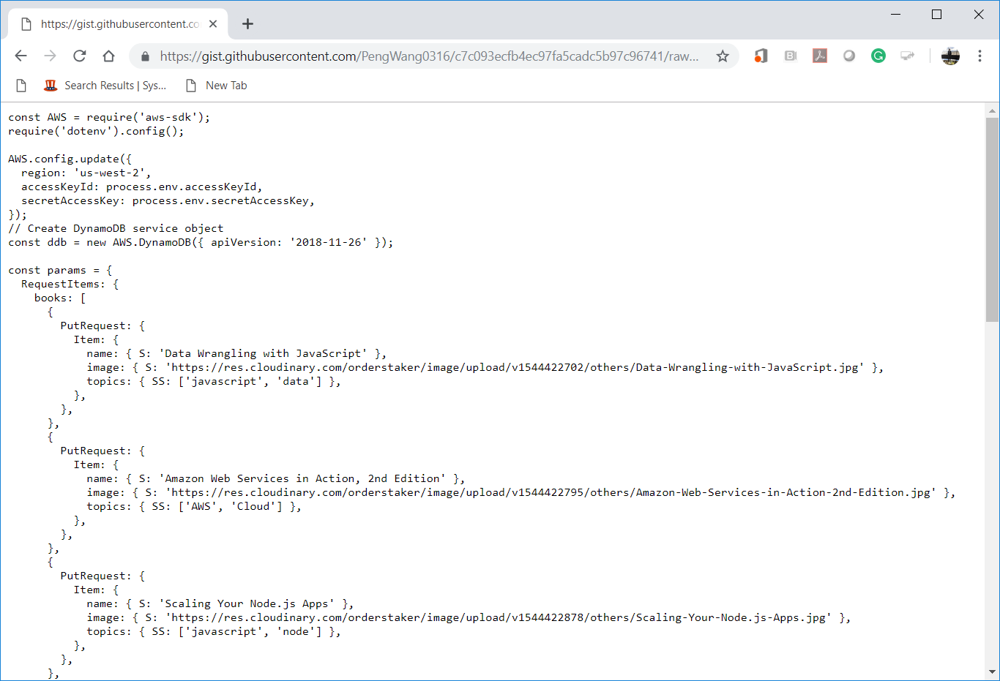 https://gist.githubusercontent.co
https://gist.githubusercontent.com/PengWang0316/c7c093ecfb4ec97fa5cadc5b97c96741/raw...
Search Results | Sys... New Tab
const AWS = require('aws-sdk');
require('dotenv').config();
AWS.config.update({
  region: 'us-west-2',
  accessKeyId: process.env.accessKeyId,
  secretAccessKey: process.env.secretAccessKey,
});
// Create DynamoDB service object
const ddb = new AWS.DynamoDB({ apiVersion: '2018-11-26' });
const params = {
  RequestItems: {
    books: [
      {
        PutRequest: {
          Item: {
            name: { S: 'Data Wrangling with JavaScript' },
            image: { S: 'https://res.cloudinary.com/orderstaker/image/upload/v1544422702/others/Data-Wrangling-with-JavaScript.jpg' },
            topics: { SS: ['javascript', 'data'] },
          },
        },
      },
      {
        PutRequest: {
          Item: {
            name: { S: 'Amazon Web Services in Action, 2nd Edition' },
            image: { S: 'https://res.cloudinary.com/orderstaker/image/upload/v1544422795/others/Amazon-Web-Services-in-Action-2nd-Edition.jpg' },
            topics: { SS: ['AWS', 'Cloud'] },
          },
        },
      },
      {
        PutRequest: {
          Item: {
            name: { S: 'Scaling Your Node.js Apps' },
            image: { S: 'https://res.cloudinary.com/orderstaker/image/upload/v1544422878/others/Scaling-Your-Node.js-Apps.jpg' },
            topics: { SS: ['javascript', 'node'] },
          },
        },
      },